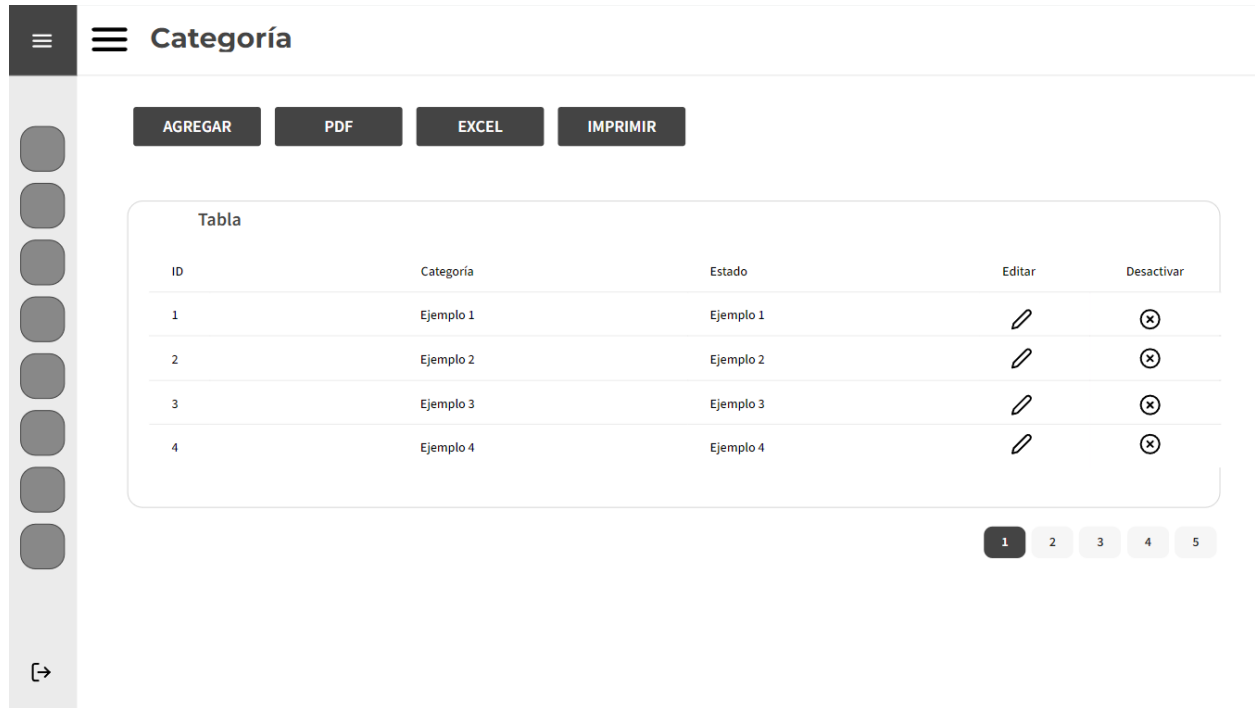 Categoría
AGREGAR PDF EXCEL IMPRIMIR
Tabla
ID Categoría Estado Editar Desactivar
1 Ejemplo 1 Ejemplo 1
2 Ejemplo 2 Ejemplo 2
3 Ejemplo 3 Ejemplo 3
4 Ejemplo 4 Ejemplo 4
1 2 3 4 5